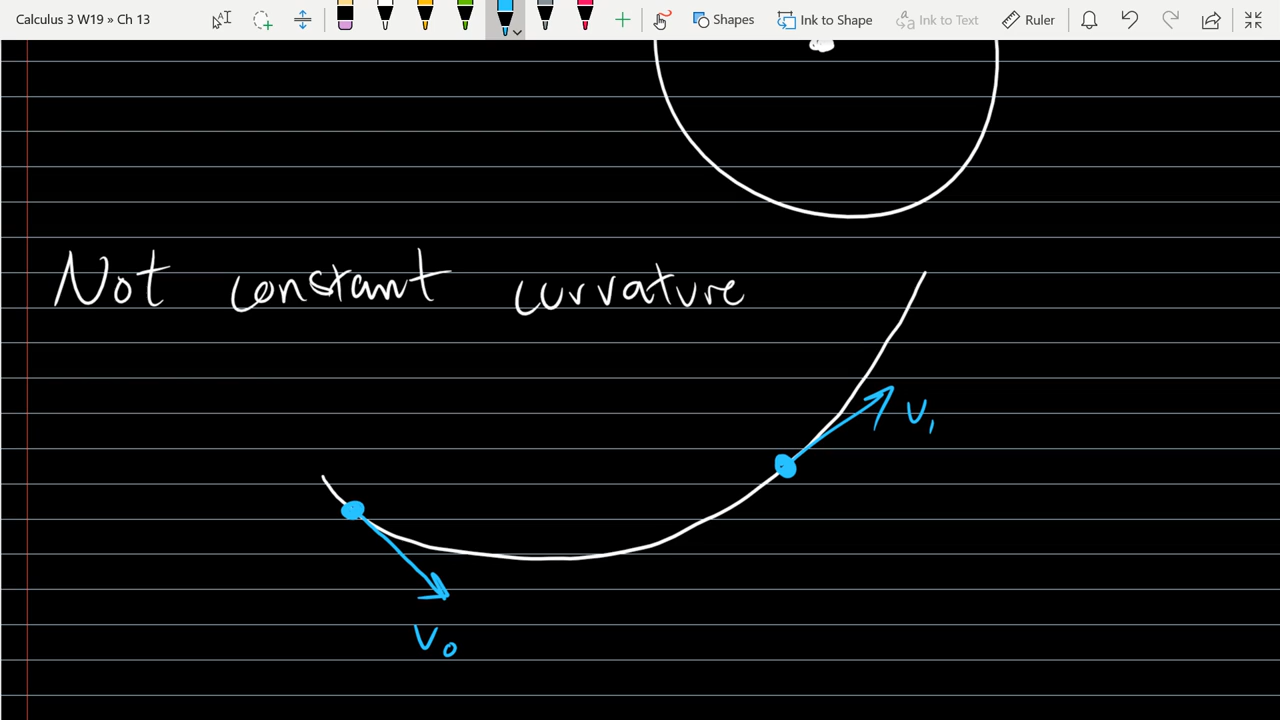 Calculus 3 W19 » Ch 13
Shapes
Ink to Shape
Ink to Text
Ruler
Not constant curvature
v₁
v₀